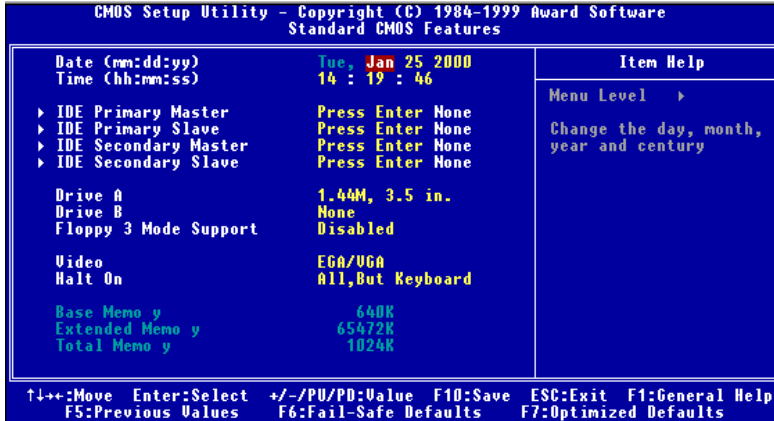 CMOS Setup Utility - Copyright (C) 1984-1999 Award Software
Standard CMOS Features
Date (mm:dd:yy) Tue, Jan 25 2000
Time (hh:mm:ss) 14 : 19 : 46
IDE Primary Master Press Enter None
IDE Primary Slave Press Enter None
IDE Secondary Master Press Enter None
IDE Secondary Slave Press Enter None
Drive A 1.44M, 3.5 in.
Drive B None
Floppy 3 Mode Support Disabled
Video EGA/VGA
Halt On All,But Keyboard
Base Memo y 640K
Extended Memo y 65472K
Total Memo y 1024K
Item Help
Menu Level ▸
Change the day, month,
year and century
↑↓→←:Move Enter:Select +/-/PU/PD:Value F10:Save ESC:Exit F1:General Help
F5:Previous Values F6:Fail-Safe Defaults F7:Optimized Defaults